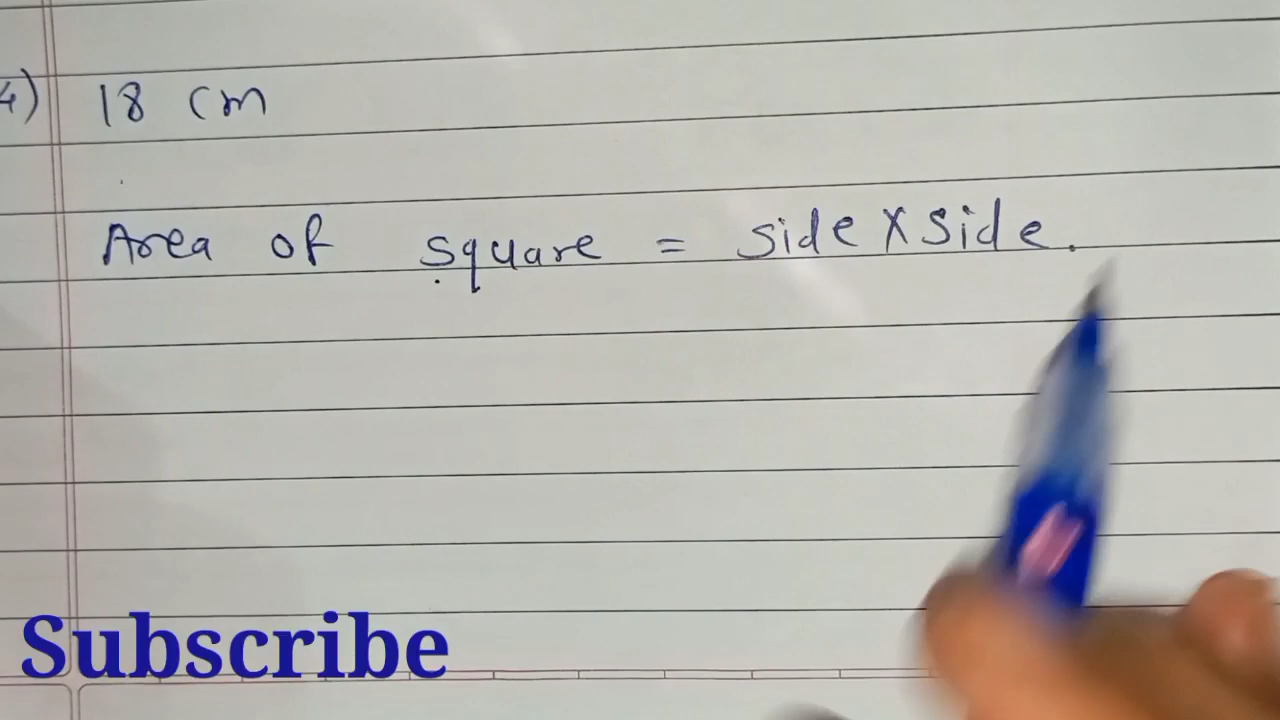 4) 18 cm
Area of square = side X side.
Subscribe